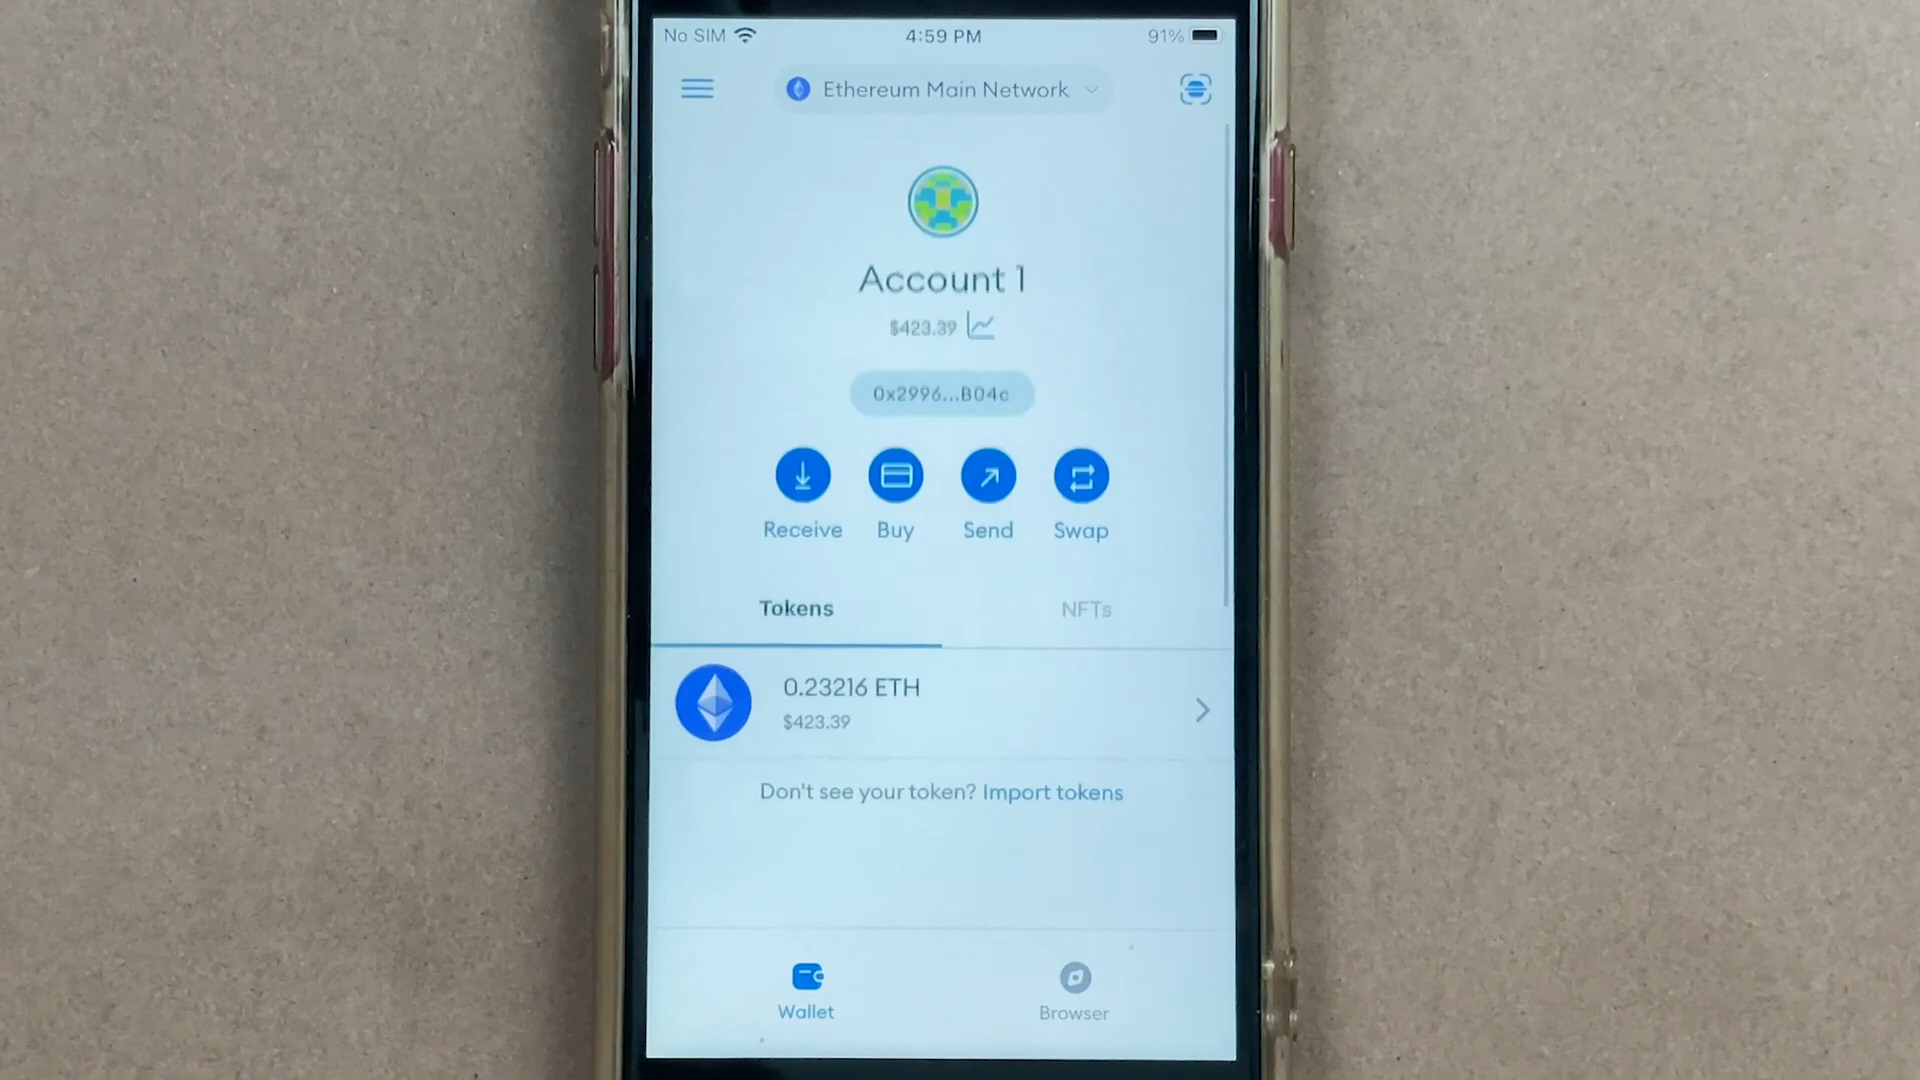 No SIM 4:59 PM 91%
Ethereum Main Network
Account 1
$423.39
0x2996...B04c
Receive Buy Send Swap
Tokens NFTs
0.23216 ETH
$423.39
Don't see your token? Import tokens
Wallet Browser